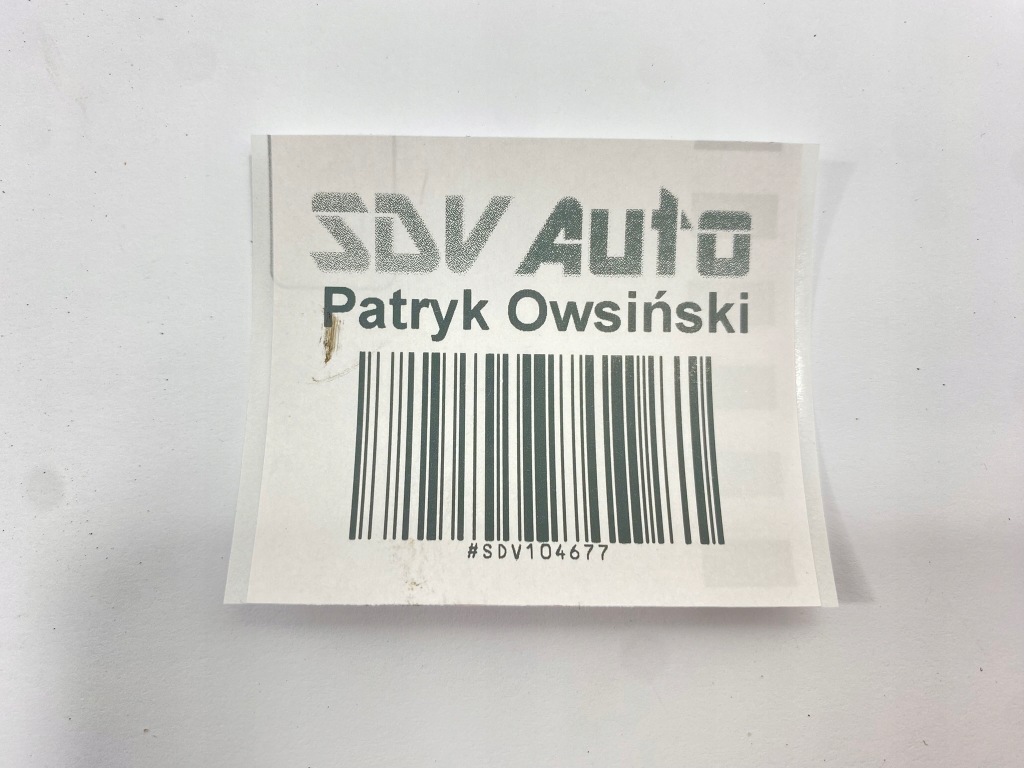 SDV Auto
Patryk Owsiński
#SDV104677